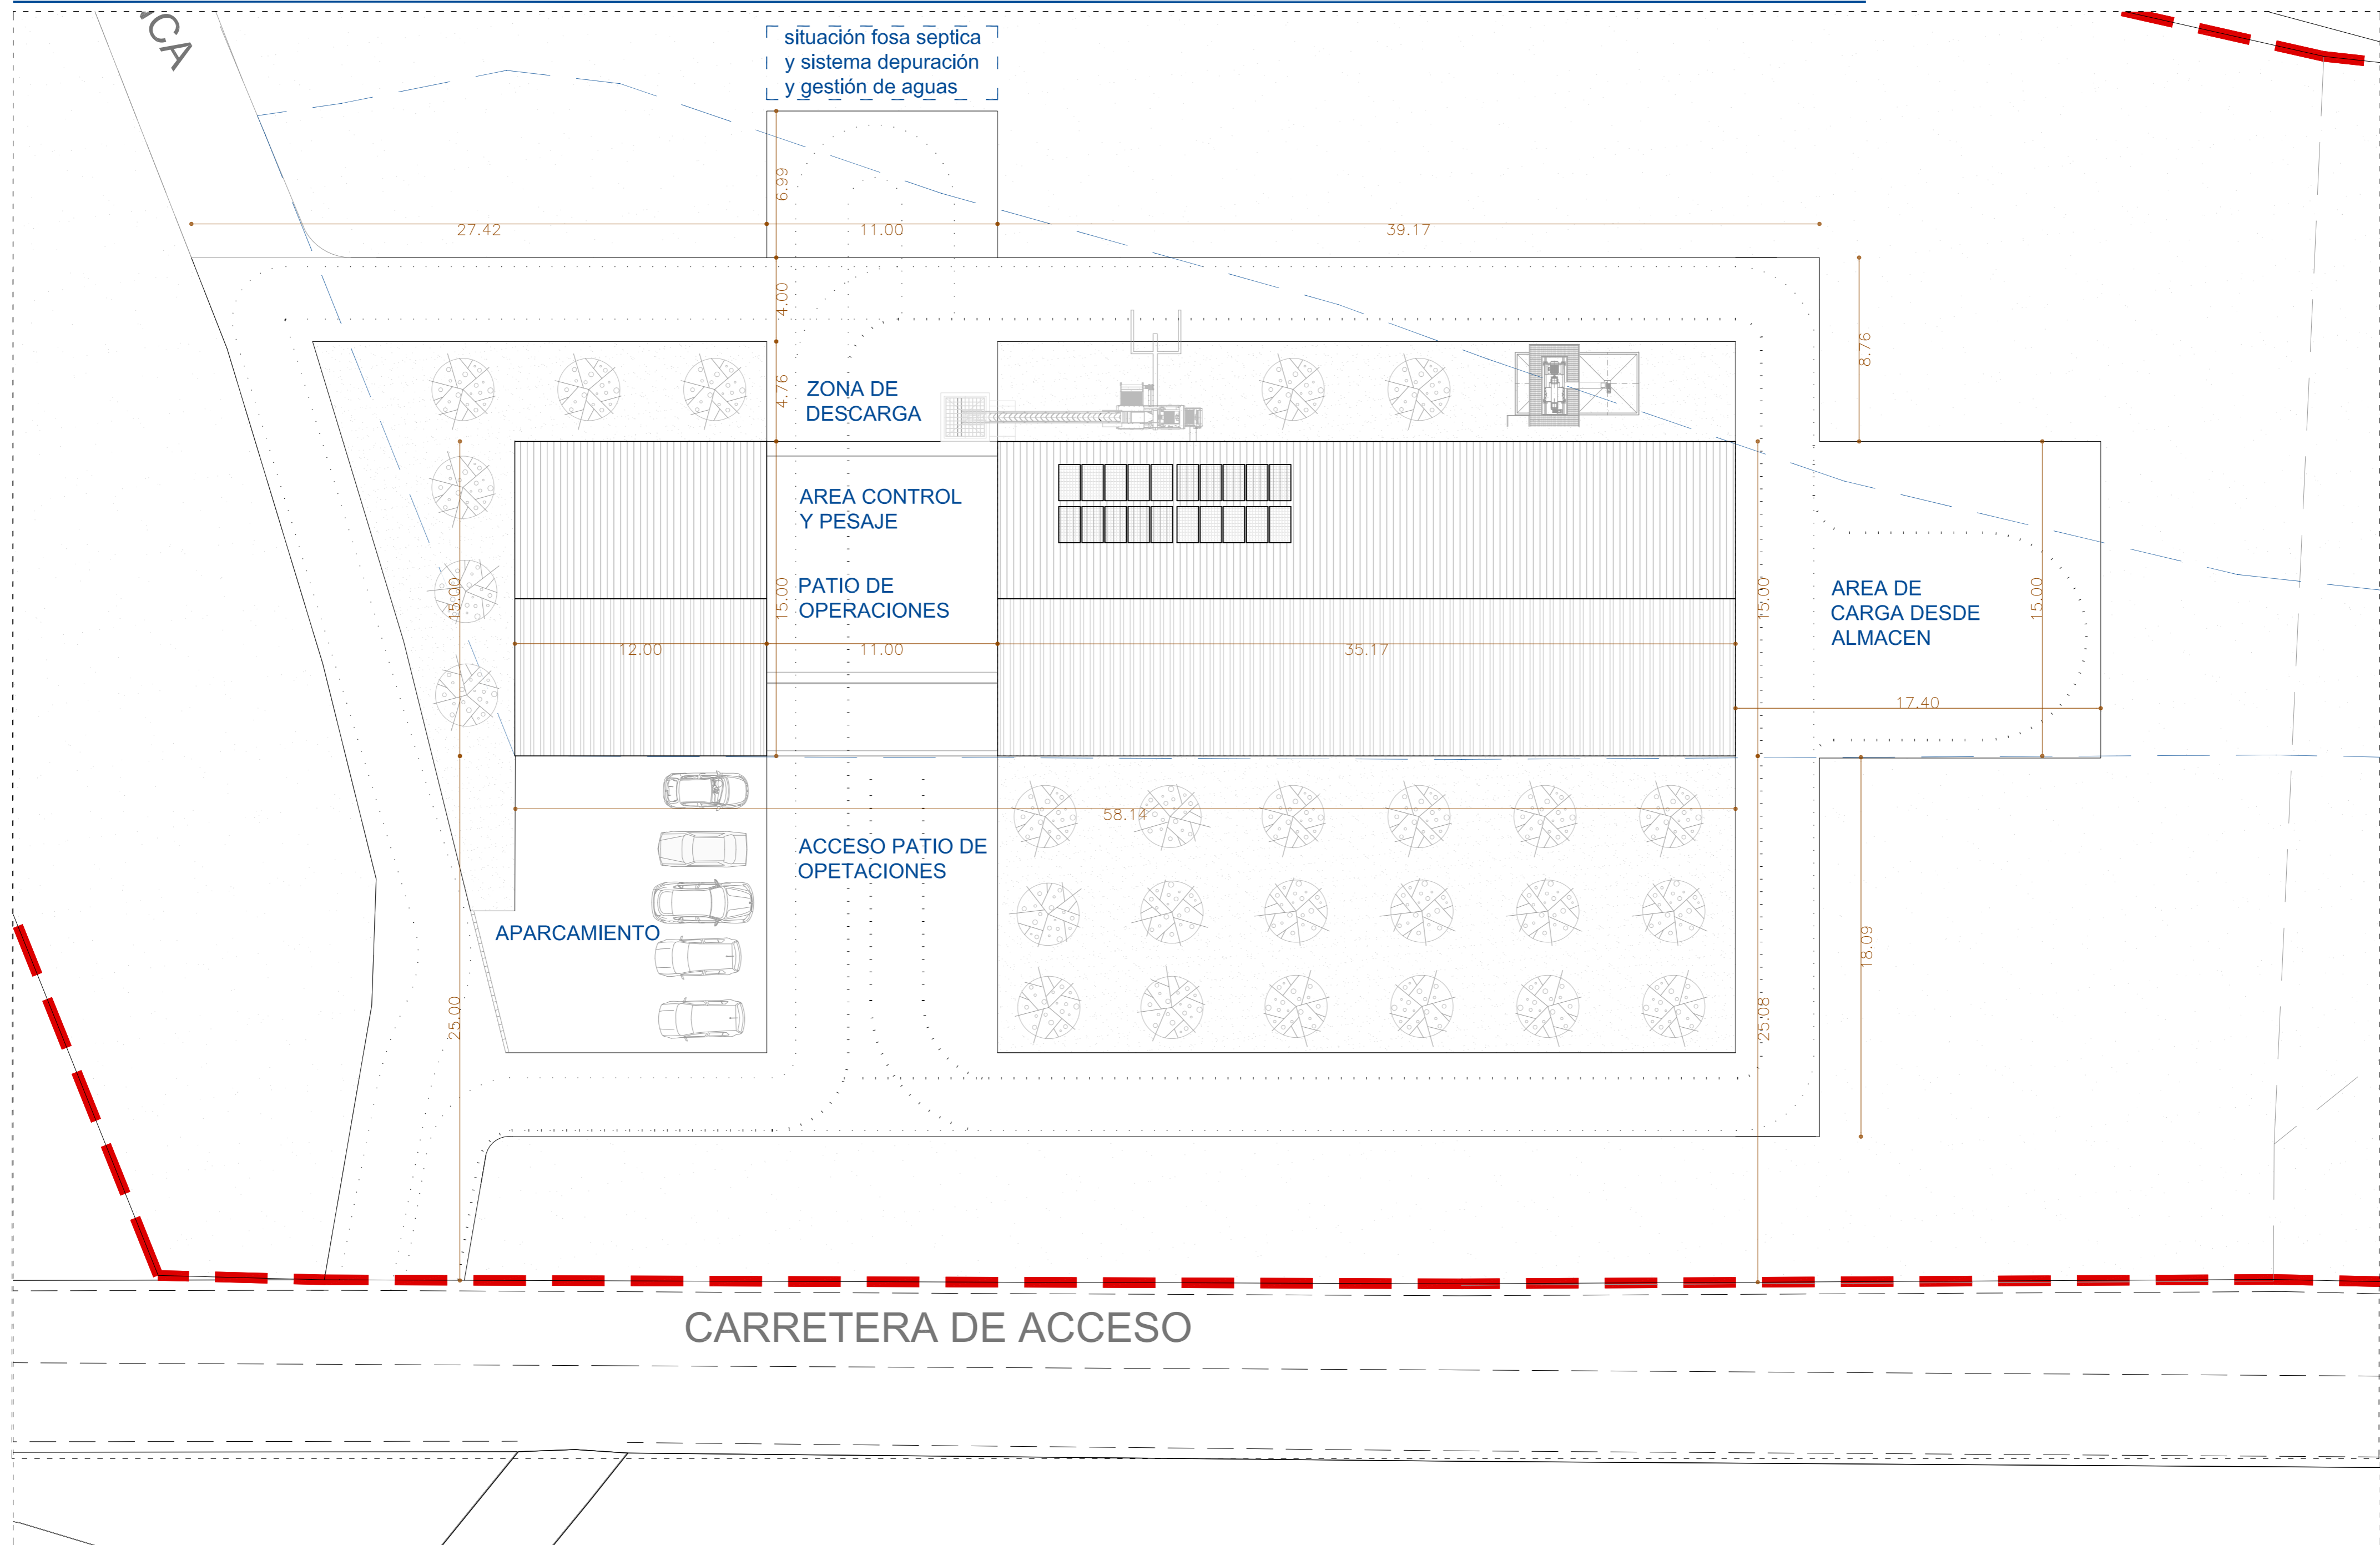 NCA
situación fosa septica
y sistema depuración
y gestión de aguas
6.99
27.42
11.00
39.17
4.00
8.76
4.76
ZONA DE
DESCARGA
AREA CONTROL
Y PESAJE
15.00
15.00
PATIO DE
OPERACIONES
15.00
AREA DE
CARGA DESDE
ALMACEN
15.00
12.00
11.00
35.17
17.40
58.14
ACCESO PATIO DE
OPETACIONES
APARCAMIENTO
18.09
25.00
25.08
CARRETERA DE ACCESO